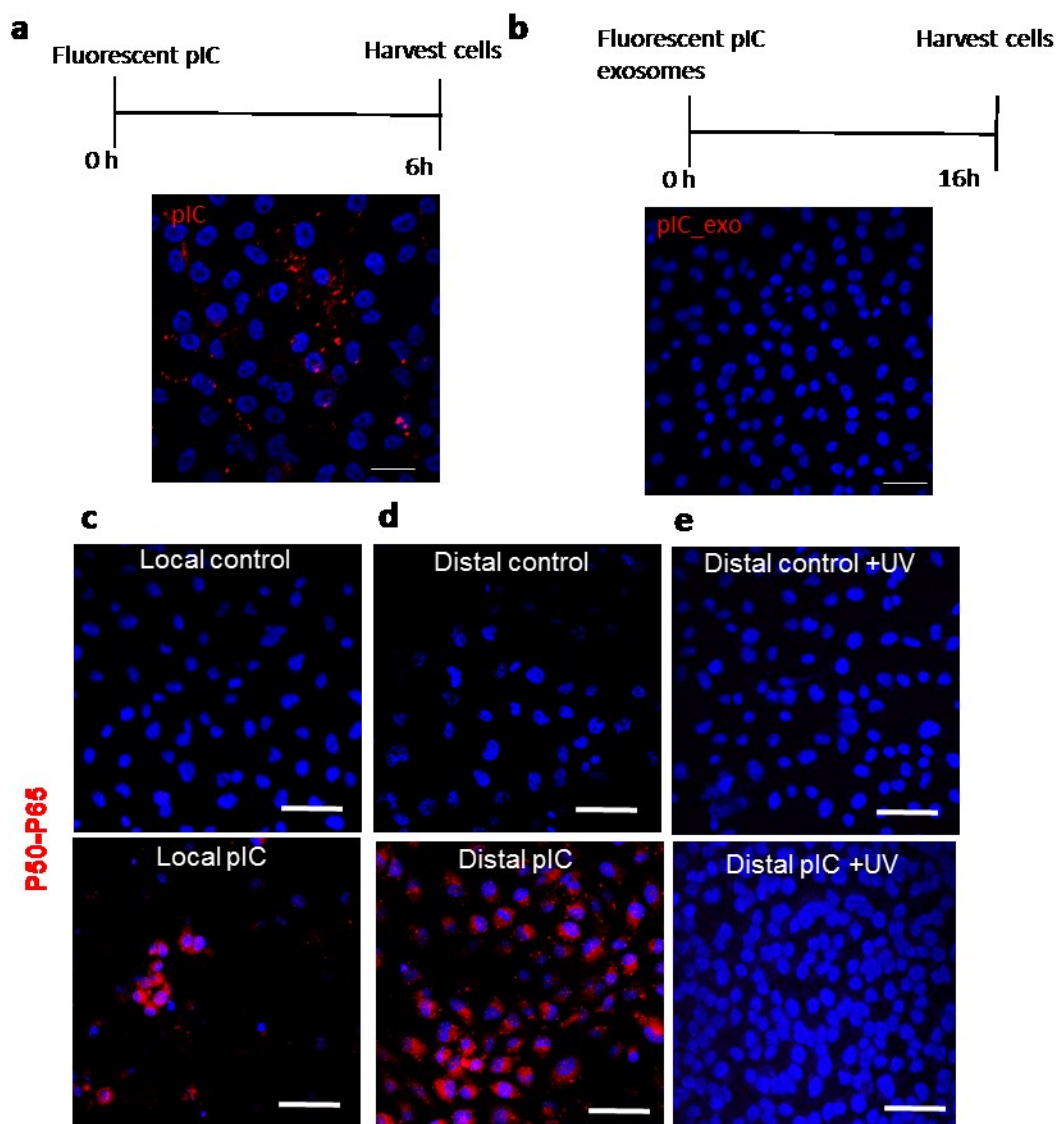 a
Fluorescent pIC
Harvest cells
0 h
6h
pIC
b
Fluorescent pIC
exosomes
Harvest cells
0 h
16h
pIC_exo
c
Local control
d
Distal control
e
Distal control +UV
P50-P65
Local pIC
Distal pIC
Distal pIC +UV